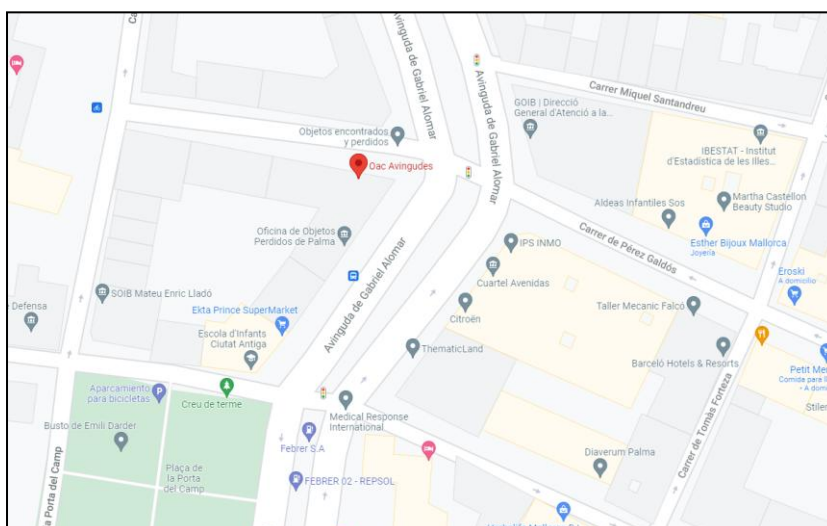 Avinguda de Gabriel Alomar
Avinguda de Gabriel Alomar
Carrer Miquel Santandreu
GOIB | Direcció
General d'Atenció a la...
Objetos encontrados
y perdidos
Oac Avingudes
IBESTAT - Institut
d'Estadística de les Illes...
Martha Castellon
Beauty Studio
Aldeas Infantiles Sos
Oficina de Objetos
Perdidos de Palma
IPS INMO
Carrer de Pérez Galdós
Esther Bijoux Mallorca
Joyería
Cuartel Avenidas
Eroski
A domicilio
SOIB Mateu Enric Lladó
Defensa
Ekta Prince SuperMarket
Citroën
Taller Mecanic Falcó
Escola d'Infants
Ciutat Antiga
Avinguda de Gabriel Alomar
ThematicLand
Barceló Hotels & Resorts
Petit
Comida para
A domi
Aparcamiento
para bicicletas
Creu de terme
Medical Response
International
Busto de Emili Darder
Febrer S.A
Carrer de Tomàs Forteza
Diaverum Palma
Plaça de
la Porta
del Camp
a Porta del Camp
FEBRER 02 - REPSOL